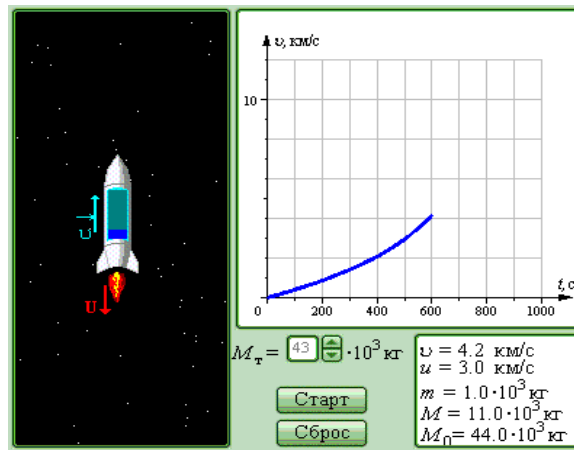 υ, км/с
10
0 200 400 600 800 1000
t, с
υ
U
Mт = 43 ·10³ кг
Старт
Сброс
υ = 4.2 км/с
u = 3.0 км/с
m = 1.0·10³ кг
M = 11.0·10³ кг
M₀ = 44.0·10³ кг